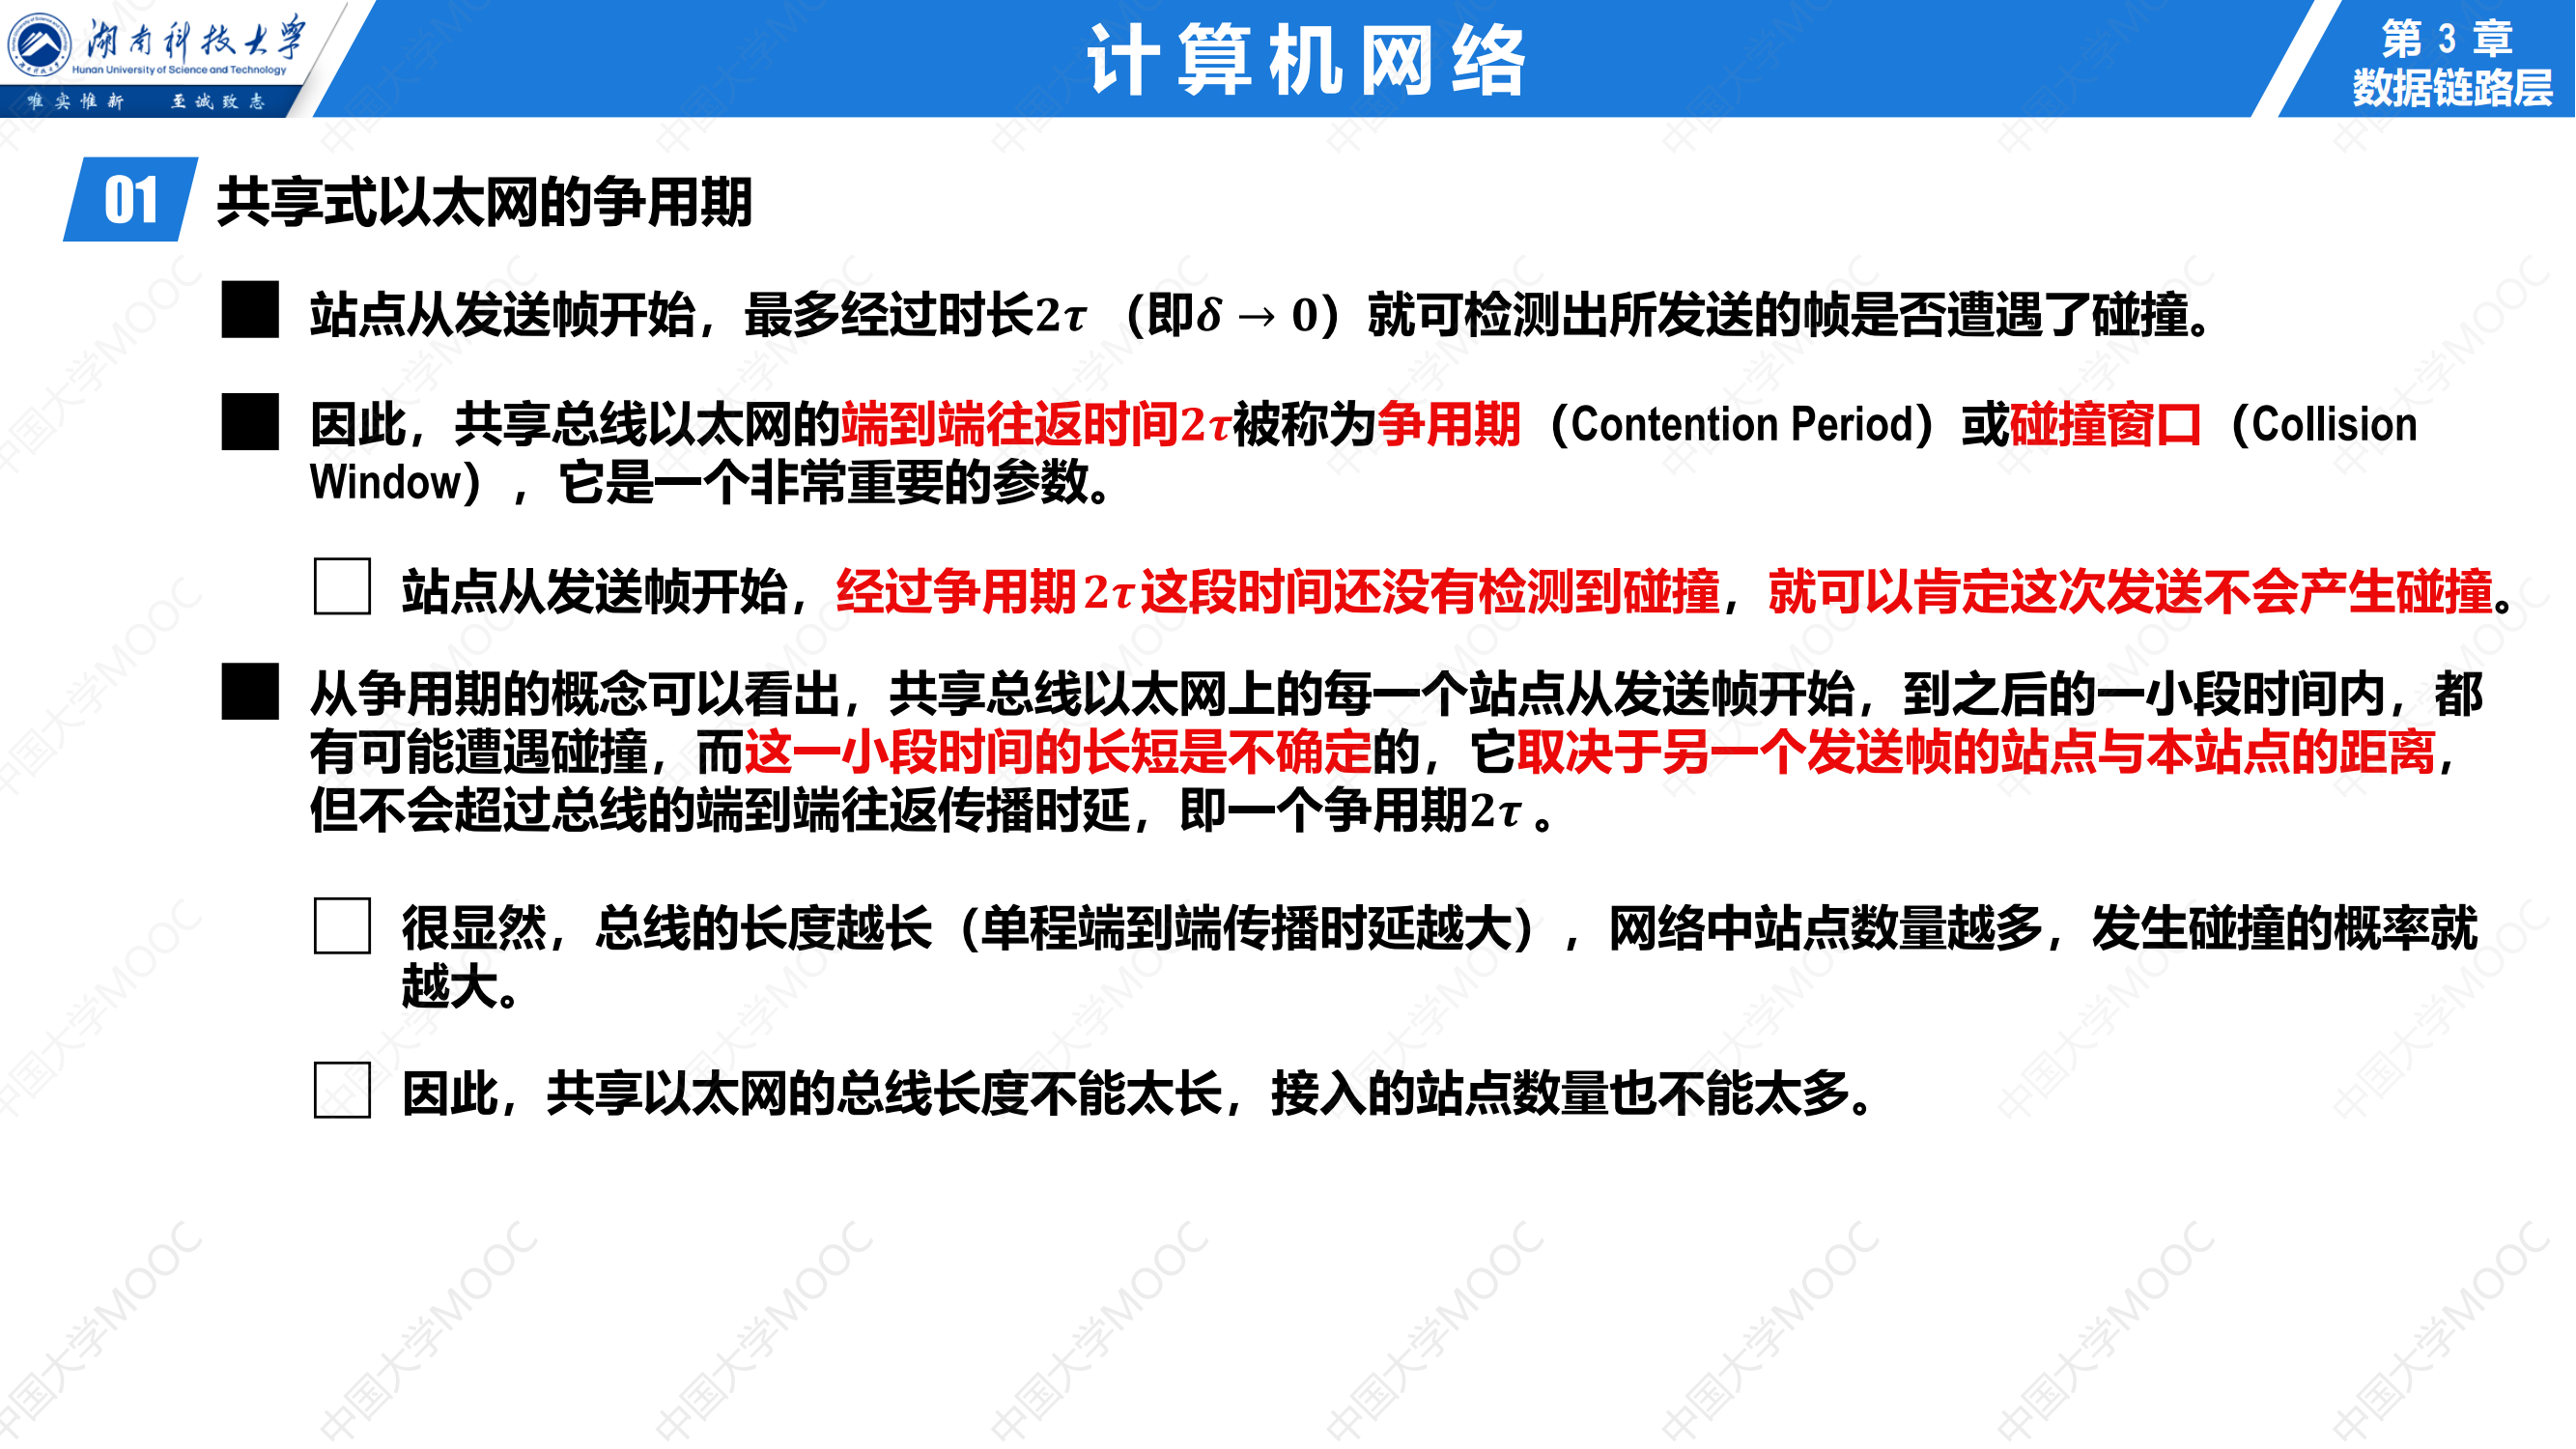 湖南科技大学
Hunan University of Science and Technology
唯实惟新 至诚致志
计算机网络
第 3 章
数据链路层
01 共享式以太网的争用期
站点从发送帧开始，最多经过时长2τ（即δ → 0）就可检测出所发送的帧是否遭遇了碰撞。
因此，共享总线以太网的端到端往返时间2τ被称为争用期（Contention Period）或碰撞窗口（Collision
Window），它是一个非常重要的参数。
站点从发送帧开始，经过争用期2τ这段时间还没有检测到碰撞，就可以肯定这次发送不会产生碰撞。
从争用期的概念可以看出，共享总线以太网上的每一个站点从发送帧开始，到之后的一小段时间内，都
有可能遭遇碰撞，而这一小段时间的长短是不确定的，它取决于另一个发送帧的站点与本站点的距离，
但不会超过总线的端到端往返传播时延，即一个争用期2τ。
很显然，总线的长度越长（单程端到端传播时延越大），网络中站点数量越多，发生碰撞的概率就
越大。
因此，共享以太网的总线长度不能太长，接入的站点数量也不能太多。
中国大学MOOC